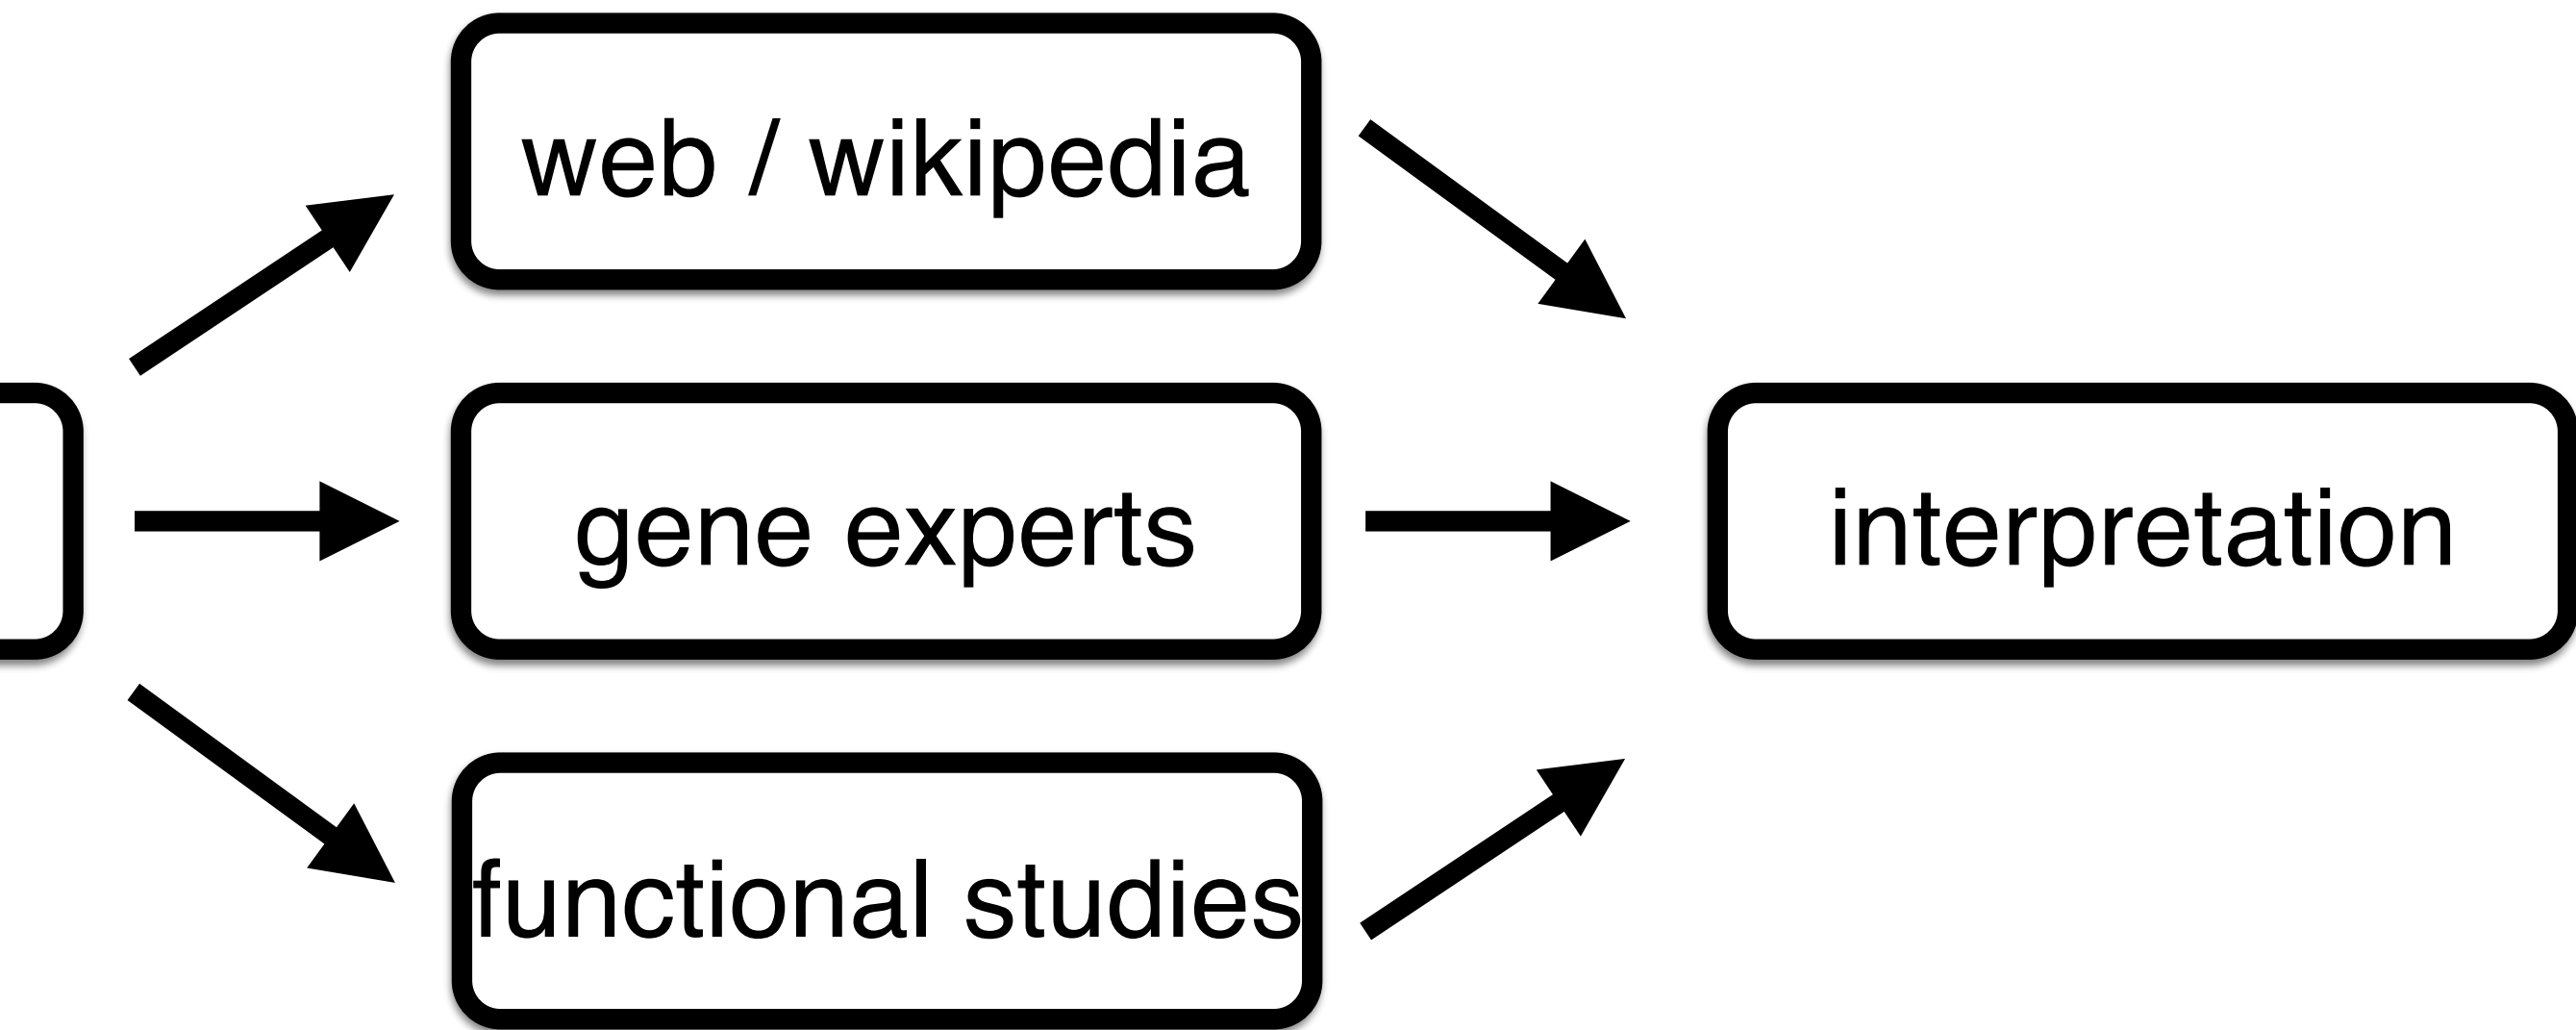 web / wikipedia
gene experts
interpretation
functional studies